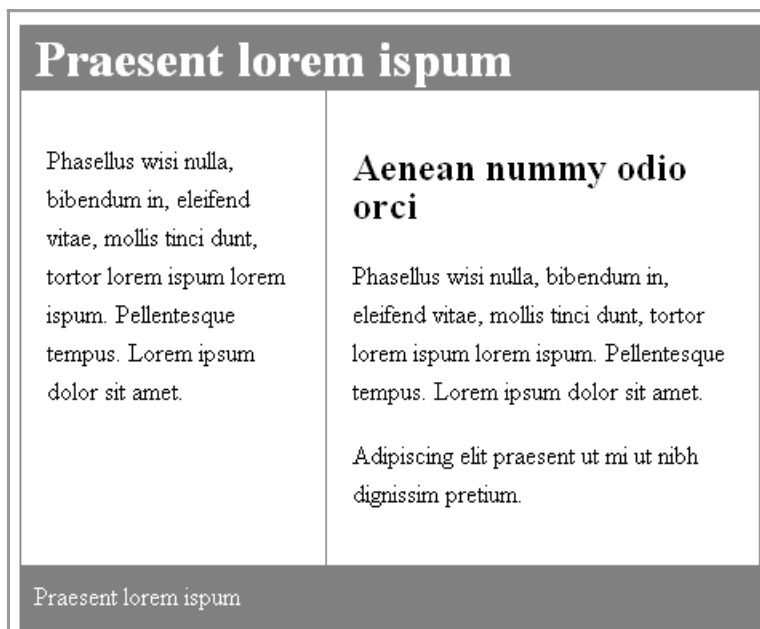 Praesent lorem ispum
Phasellus wisi nulla,
bibendum in, eleifend
vitae, mollis tinci dunt,
tortor lorem ispum lorem
ispum. Pellentesque
tempus. Lorem ipsum
dolor sit amet.
Aenean nummy odio
orci
Phasellus wisi nulla, bibendum in,
eleifend vitae, mollis tinci dunt, tortor
lorem ispum lorem ispum. Pellentesque
tempus. Lorem ipsum dolor sit amet.
Adipiscing elit praesent ut mi ut nibh
dignissim pretium.
Praesent lorem ispum